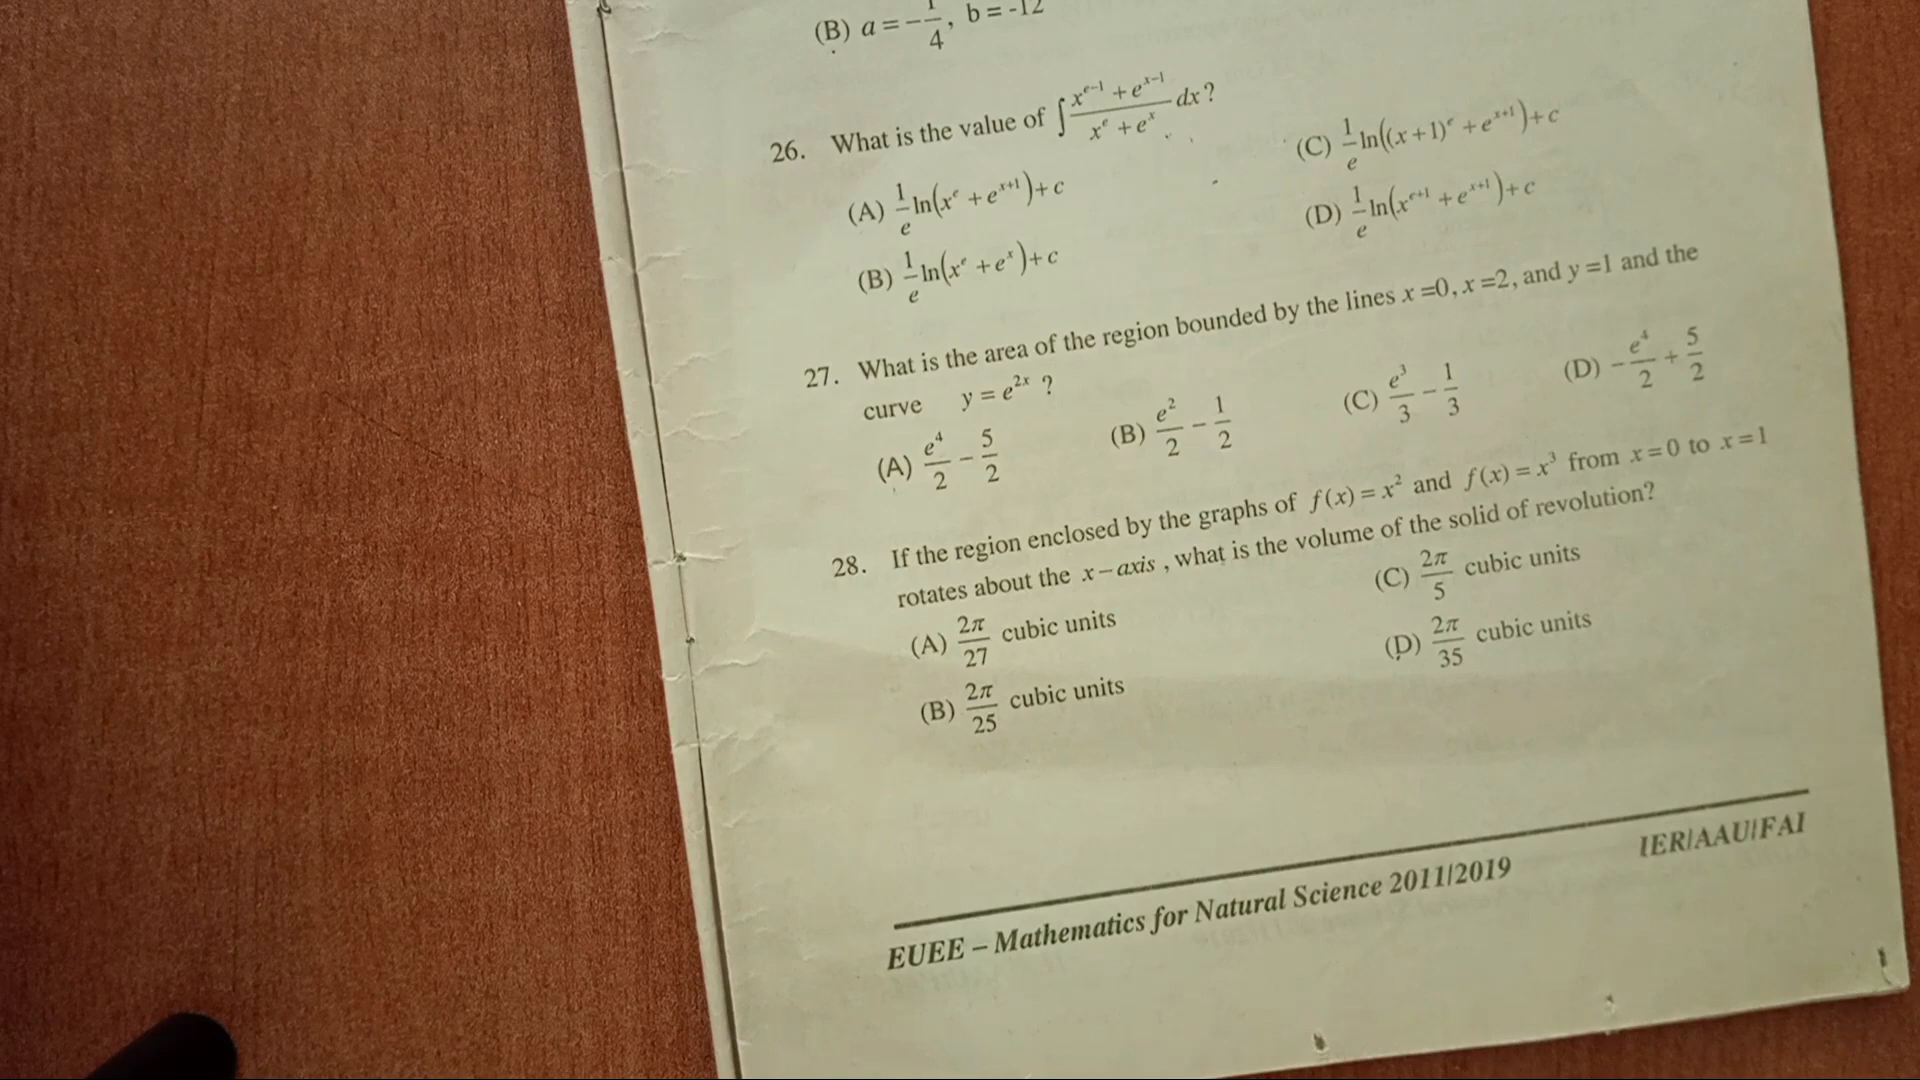 (B) a = -1/4, b = -12
26. What is the value of ∫ (x^(e-1) + e^(x-1))/(x^e + e^x) dx?
(A) 1/e ln(x^e + e^(x+1)) + c
(C) 1/e ln((x+1)^e + e^(x+1)) + c
(B) 1/e ln(x^e + e^x) + c
(D) 1/e ln(x^(e+1) + e^(x+1)) + c
27. What is the area of the region bounded by the lines x =0, x =2, and y =1 and the
curve y = e^(2x) ?
(A) e^4/2 - 5/2 (B) e^2/2 - 1/2 (C) e^3/3 - 1/3 (D) -e^4/2 + 5/2
28. If the region enclosed by the graphs of f(x) = x^2 and f(x) = x^3 from x = 0 to x = 1
rotates about the x-axis, what is the volume of the solid of revolution?
(A) 2π/27 cubic units
(C) 2π/5 cubic units
(B) 2π/25 cubic units
(D) 2π/35 cubic units
EUEE – Mathematics for Natural Science 2011/2019 IER/AAU/FAI